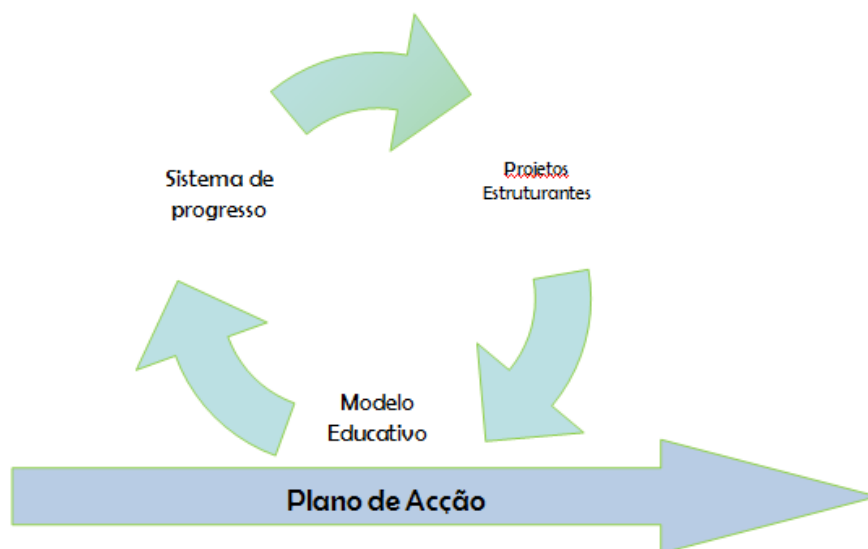 Sistema de
progresso
Projetos
Estruturantes
Modelo
Educativo
Plano de Acção